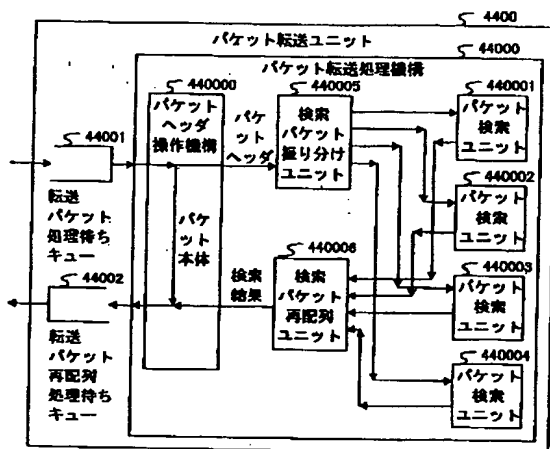 4400
パケット転送ユニット
44000
パケット転送処理機構
440000
パケット
ヘッダ
操作機構
パ
ケ
ッ
ト
ヘ
ッ
ダ
440005
検索
パケット
振り分け
ユニット
440001
パケット
検索
ユニット
44001
転送
パケット
処理待ち
キュー
パ
ケ
ッ
ト
本体
440002
パケット
検索
ユニット
44002
転送
パケット
再配列
処理待ち
キュー
検索
結果
440006
検索
パケット
再配列
ユニット
440003
パケット
検索
ユニット
440004
パケット
検索
ユニット